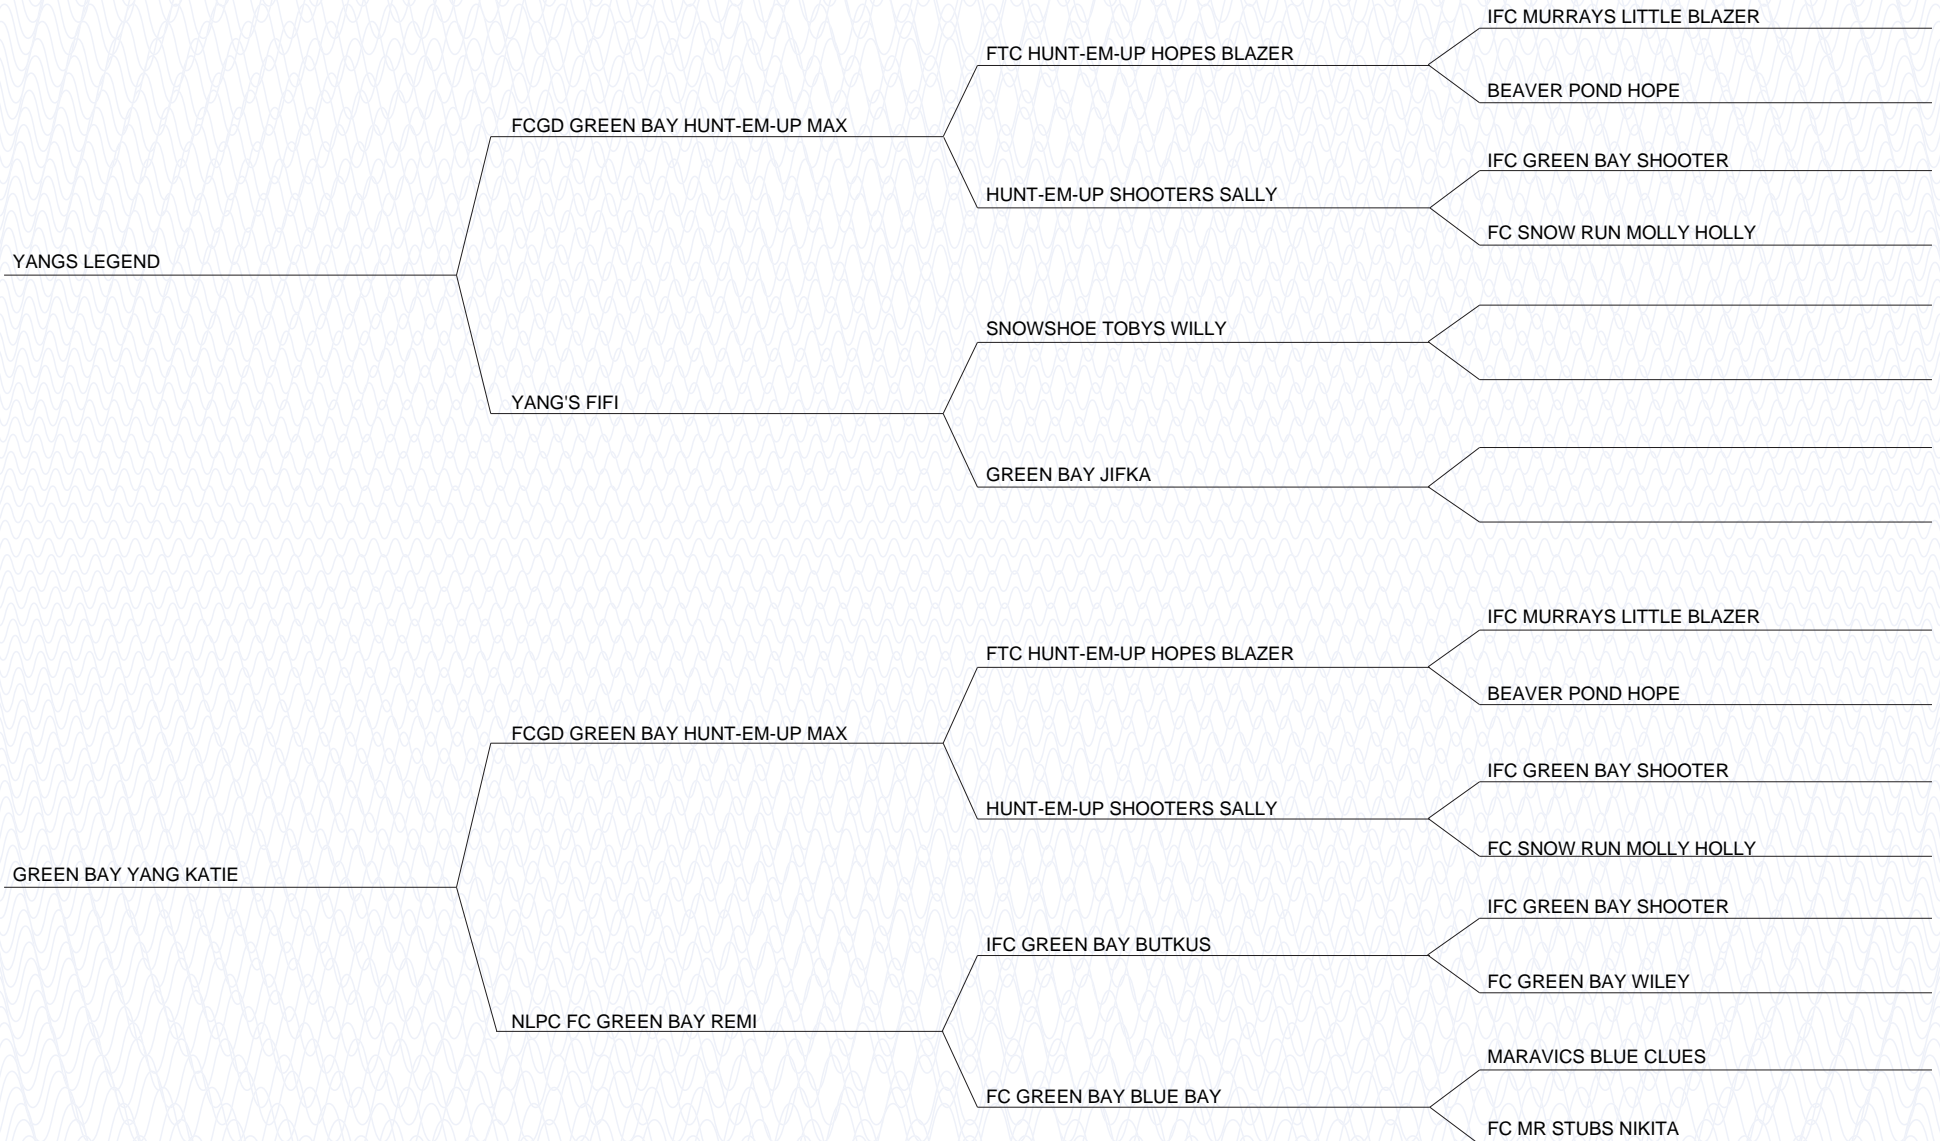 IFC MURRAYS LITTLE BLAZER
FTC HUNT-EM-UP HOPES BLAZER
BEAVER POND HOPE
FCGD GREEN BAY HUNT-EM-UP MAX
IFC GREEN BAY SHOOTER
HUNT-EM-UP SHOOTERS SALLY
FC SNOW RUN MOLLY HOLLY
YANGS LEGEND
SNOWSHOE TOBYS WILLY
YANG'S FIFI
GREEN BAY JIFKA
IFC MURRAYS LITTLE BLAZER
FTC HUNT-EM-UP HOPES BLAZER
BEAVER POND HOPE
FCGD GREEN BAY HUNT-EM-UP MAX
IFC GREEN BAY SHOOTER
HUNT-EM-UP SHOOTERS SALLY
FC SNOW RUN MOLLY HOLLY
GREEN BAY YANG KATIE
IFC GREEN BAY SHOOTER
IFC GREEN BAY BUTKUS
FC GREEN BAY WILEY
NLPC FC GREEN BAY REMI
MARAVICS BLUE CLUES
FC GREEN BAY BLUE BAY
FC MR STUBS NIKITA